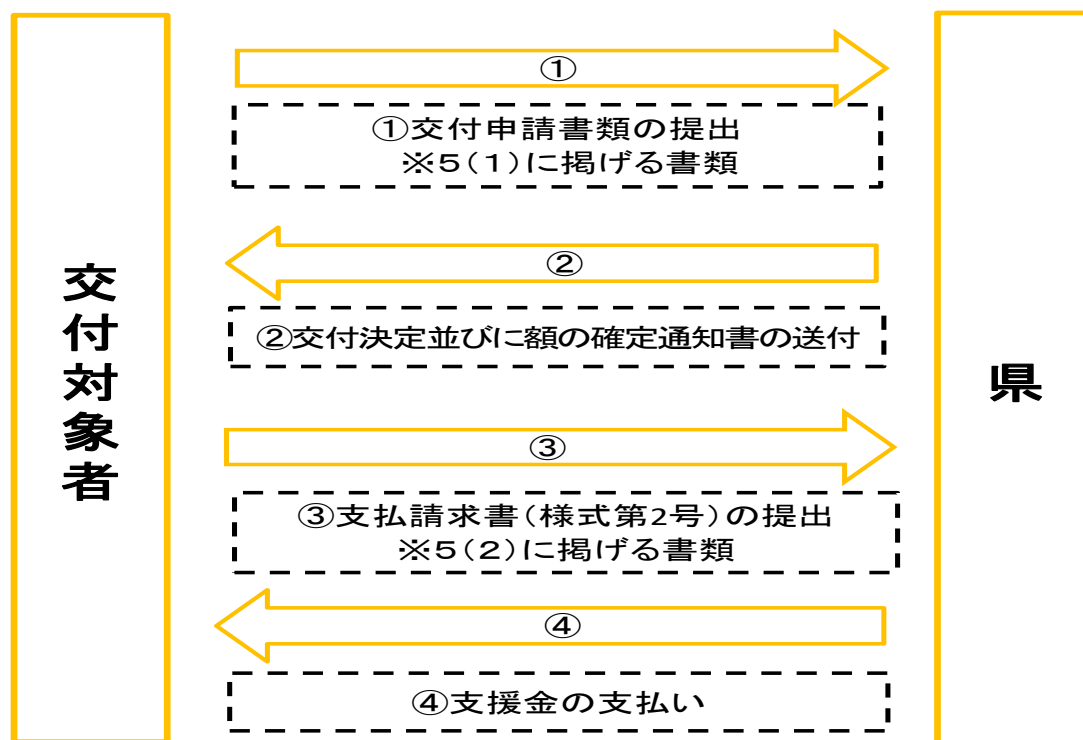 交付対象者
①
①交付申請書類の提出
※5(1)に掲げる書類
②
②交付決定並びに額の確定通知書の送付
③
③支払請求書(様式第2号)の提出
※5(2)に掲げる書類
④
④支援金の支払い
県